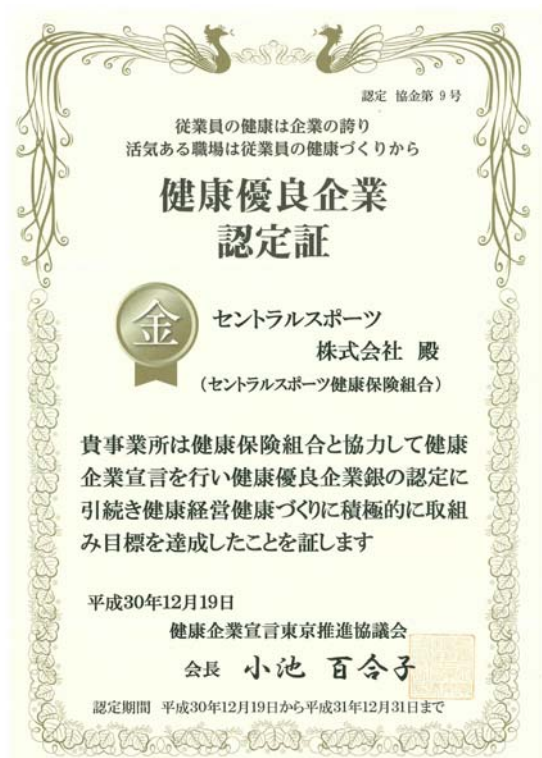 認定 協金第 9号
従業員の健康は企業の誇り
活気ある職場は従業員の健康づくりから
健康優良企業
認定証
金
セントラルスポーツ
株式会社 殿
(セントラルスポーツ健康保険組合)
貴事業所は健康保険組合と協力して健康
企業宣言を行い健康優良企業銀の認定に
引続き健康経営健康づくりに積極的に取組
み目標を達成したことを証します
平成30年12月19日
健康企業宣言東京推進協議会
会長 小池 百合子
認定期間 平成30年12月19日から平成31年12月31日まで